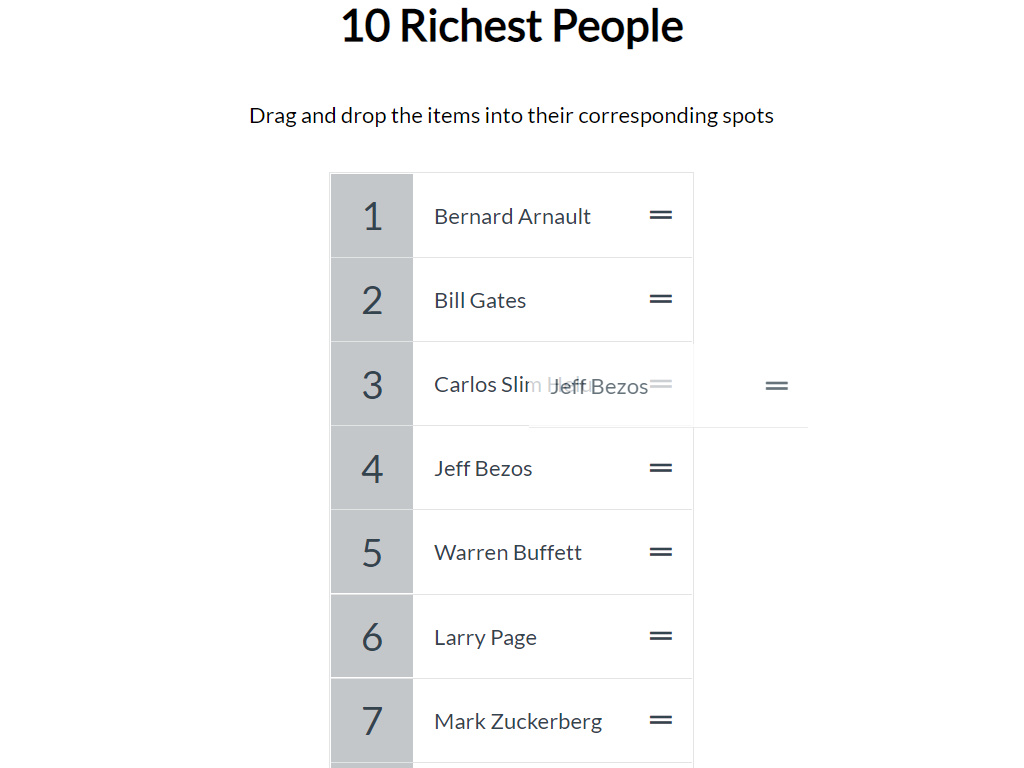 10 Richest People
Drag and drop the items into their corresponding spots
1 Bernard Arnault
2 Bill Gates
3 Carlos Slim Helu
Jeff Bezos
4 Jeff Bezos
5 Warren Buffett
6 Larry Page
7 Mark Zuckerberg